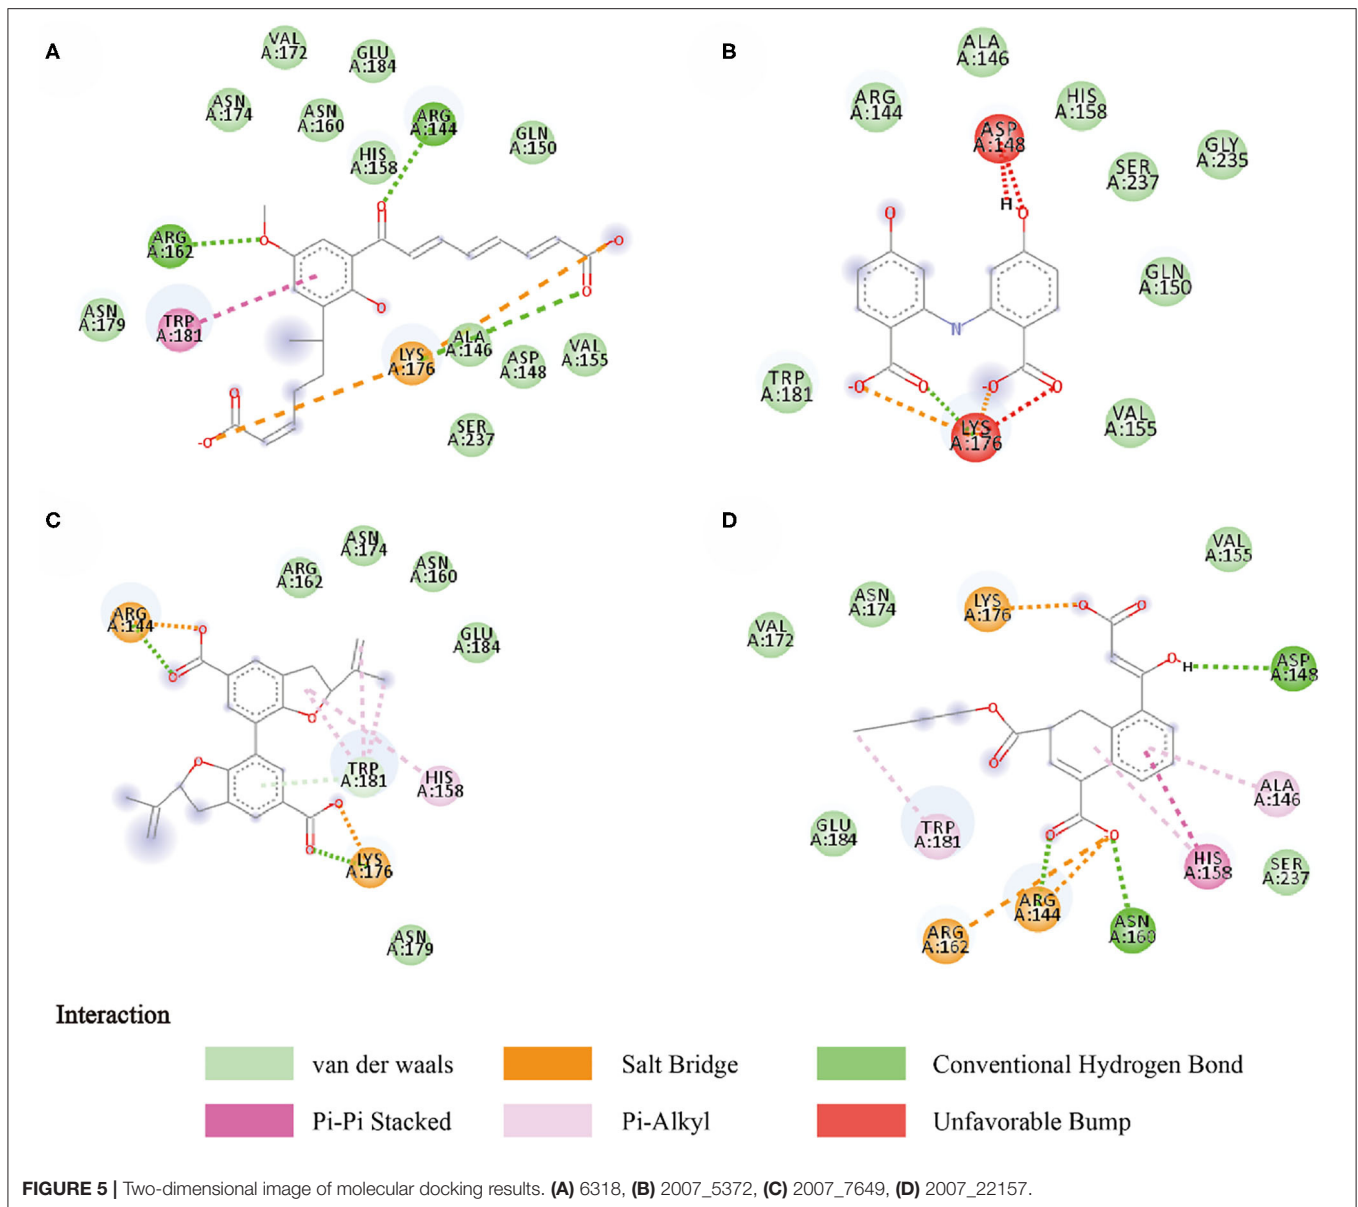 A
VAL
A:172
GLU
A:184
ASN
A:174
ASN
A:160
ARG
A:144
GLN
A:150
HIS
A:158
ARG
A:162
ASN
A:179
TRP
A:181
LYS
A:176
ALA
A:146
ASP
A:148
VAL
A:155
SER
A:237
O
O
O
O
O
O
-O
B
ALA
A:146
ARG
A:144
HIS
A:158
ASP
A:148
GLY
A:235
SER
A:237
H
O
O
GLN
A:150
N
TRP
A:181
-O
O
-O
O
LYS
A:176
VAL
A:155
C
ASN
A:174
ARG
A:162
ASN
A:160
ARG
A:144
GLU
A:184
O
O
O
O
TRP
A:181
HIS
A:158
O
O
LYS
A:176
ASN
A:179
D
VAL
A:155
LYS
A:176
ASN
A:174
VAL
A:172
O
O
O
H
ASP
A:148
O
O
ALA
A:146
GLU
A:184
TRP
A:181
O
O
HIS
A:158
SER
A:237
ARG
A:144
ARG
A:162
ASN
A:160
Interaction
van der waals
Salt Bridge
Conventional Hydrogen Bond
Pi-Pi Stacked
Pi-Alkyl
Unfavorable Bump
FIGURE 5 | Two-dimensional image of molecular docking results. (A) 6318, (B) 2007_5372, (C) 2007_7649, (D) 2007_22157.